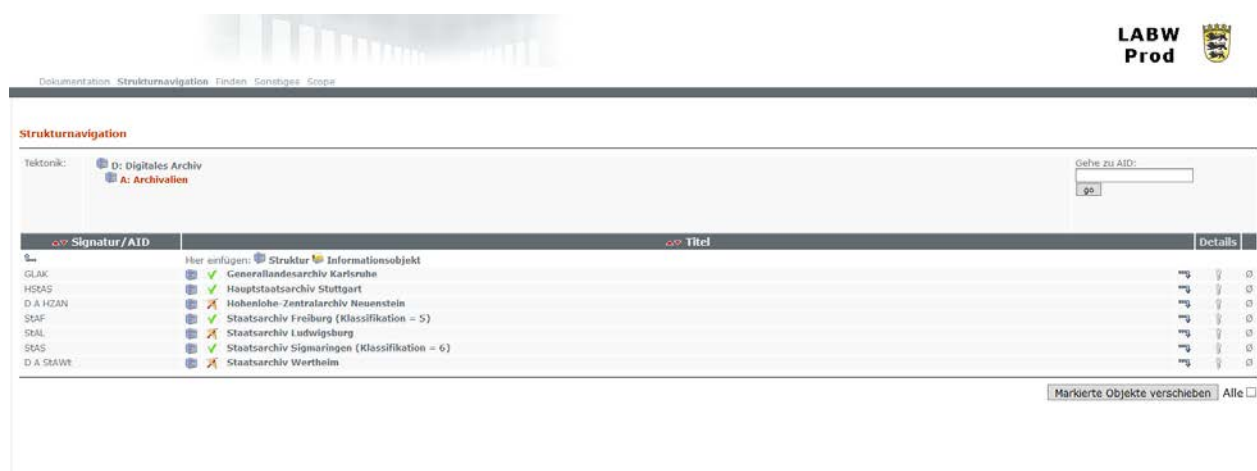 LABW
Prod
Dokumentation Strukturnavigation Finden Sonstiges Scope
Strukturnavigation
Tektonik:
D: Digitales Archiv
A: Archivalien
Gehe zu AID:
go
Signatur/AID Titel Details
Hier einfügen: Struktur Informationsobjekt
GLAK Generallandesarchiv Karlsruhe
HStAS Hauptstaatsarchiv Stuttgart
D A HZAN Hohenlohe-Zentralarchiv Neuenstein
StAF Staatsarchiv Freiburg (Klassifikation = 5)
StAL Staatsarchiv Ludwigsburg
StAS Staatsarchiv Sigmaringen (Klassifikation = 6)
D A StAWt Staatsarchiv Wertheim
Markierte Objekte verschieben Alle